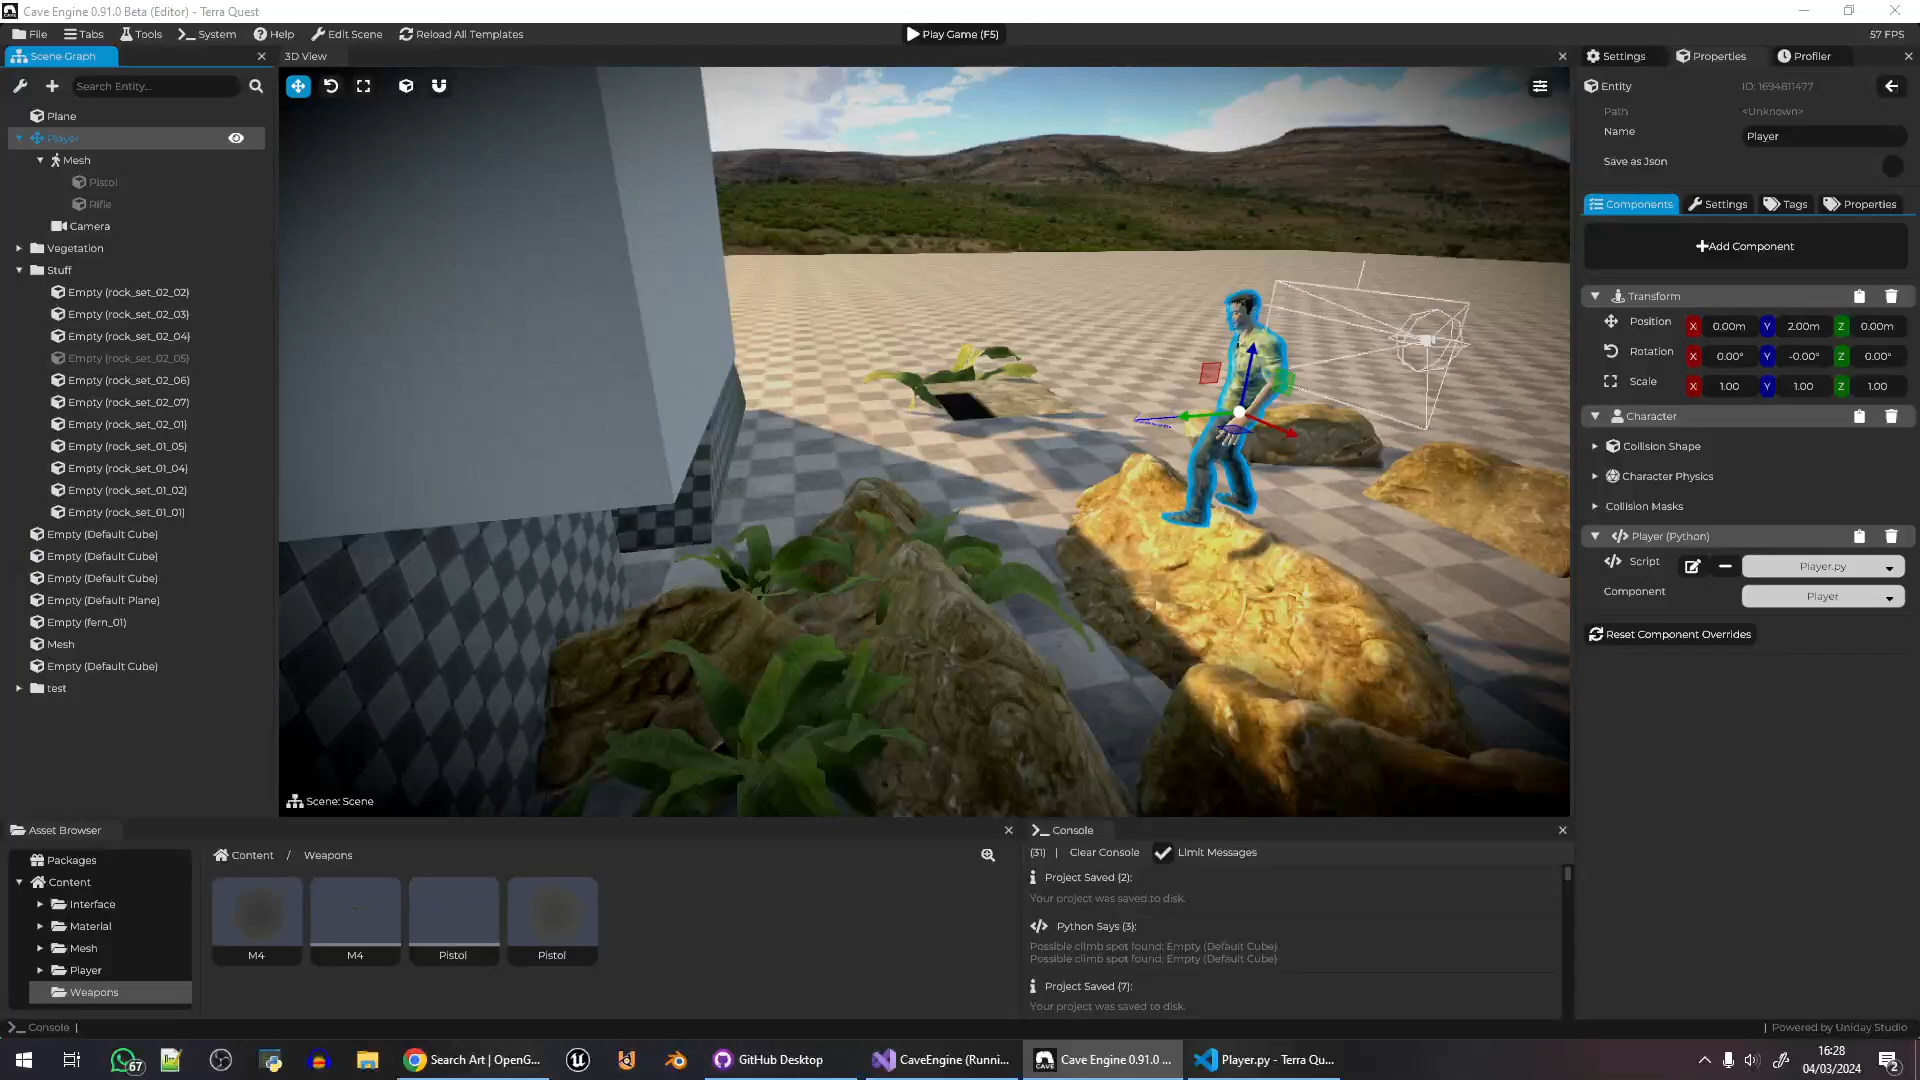 Cave Engine 0.91.0 Beta (Editor) - Terra Quest
File Tabs Tools System Help Edit Scene Reload All Templates Play Game (F5) 57 FPS
Scene Graph
Search Entity...
Plane
Player
Mesh
Pistol
Rifle
Camera
Vegetation
Stuff
Empty (rock_set_02_02)
Empty (rock_set_02_03)
Empty (rock_set_02_04)
Empty (rock_set_02_05)
Empty (rock_set_02_06)
Empty (rock_set_02_07)
Empty (rock_set_02_01)
Empty (rock_set_01_05)
Empty (rock_set_01_04)
Empty (rock_set_01_02)
Empty (rock_set_01_01)
Empty (Default Cube)
Empty (Default Cube)
Empty (Default Cube)
Empty (Default Plane)
Empty (fern_01)
Mesh
Empty (Default Cube)
test
3D View
Scene: Scene
Settings Properties Profiler
Entity ID: 1694811477
Path <Unknown>
Name Player
Save as Json
Components Settings Tags Properties
Add Component
Transform
Position X 0.00m Y 2.00m Z 0.00m
Rotation X 0.00° Y -0.00° Z 0.00°
Scale X 1.00 Y 1.00 Z 1.00
Character
Collision Shape
Character Physics
Collision Masks
Player (Python)
Script Player.py
Component Player
Reset Component Overrides
Asset Browser
Packages
Content
Interface
Material
Mesh
Player
Weapons
Content / Weapons
M4 M4 Pistol Pistol
Console
(31) | Clear Console Limit Messages
Project Saved (2):
Your project was saved to disk.
Python Says (3):
Possible climb spot found: Empty (Default Cube)
Possible climb spot found: Empty (Default Cube)
Project Saved (7):
Your project was saved to disk.
Console |
| Powered by Uniday Studio
67
Search Art | OpenG...
GitHub Desktop
CaveEngine (Runni...
CAVE
Cave Engine 0.91.0 ...
Player.py - Terra Qu...
16:28
04/03/2024
2